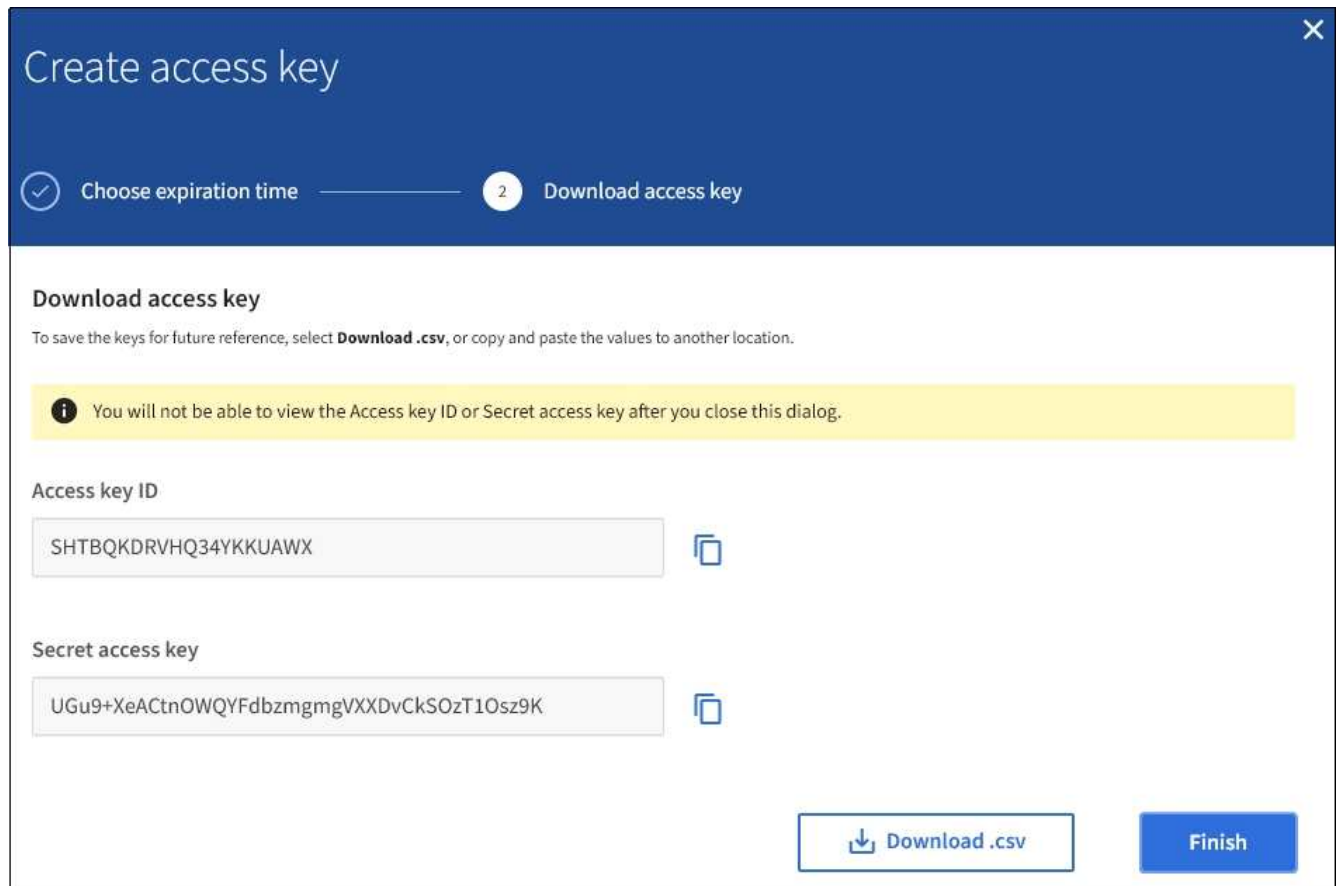 Create access key
Choose expiration time
2
Download access key
Download access key
To save the keys for future reference, select Download .csv, or copy and paste the values to another location.
You will not be able to view the Access key ID or Secret access key after you close this dialog.
Access key ID
SHTBQKDRVHQ34YKKUAWX
Secret access key
UGu9+XeACtnOWQYFdbzmgmgVXXDvCkSOzT1Osz9K
Download .csv
Finish